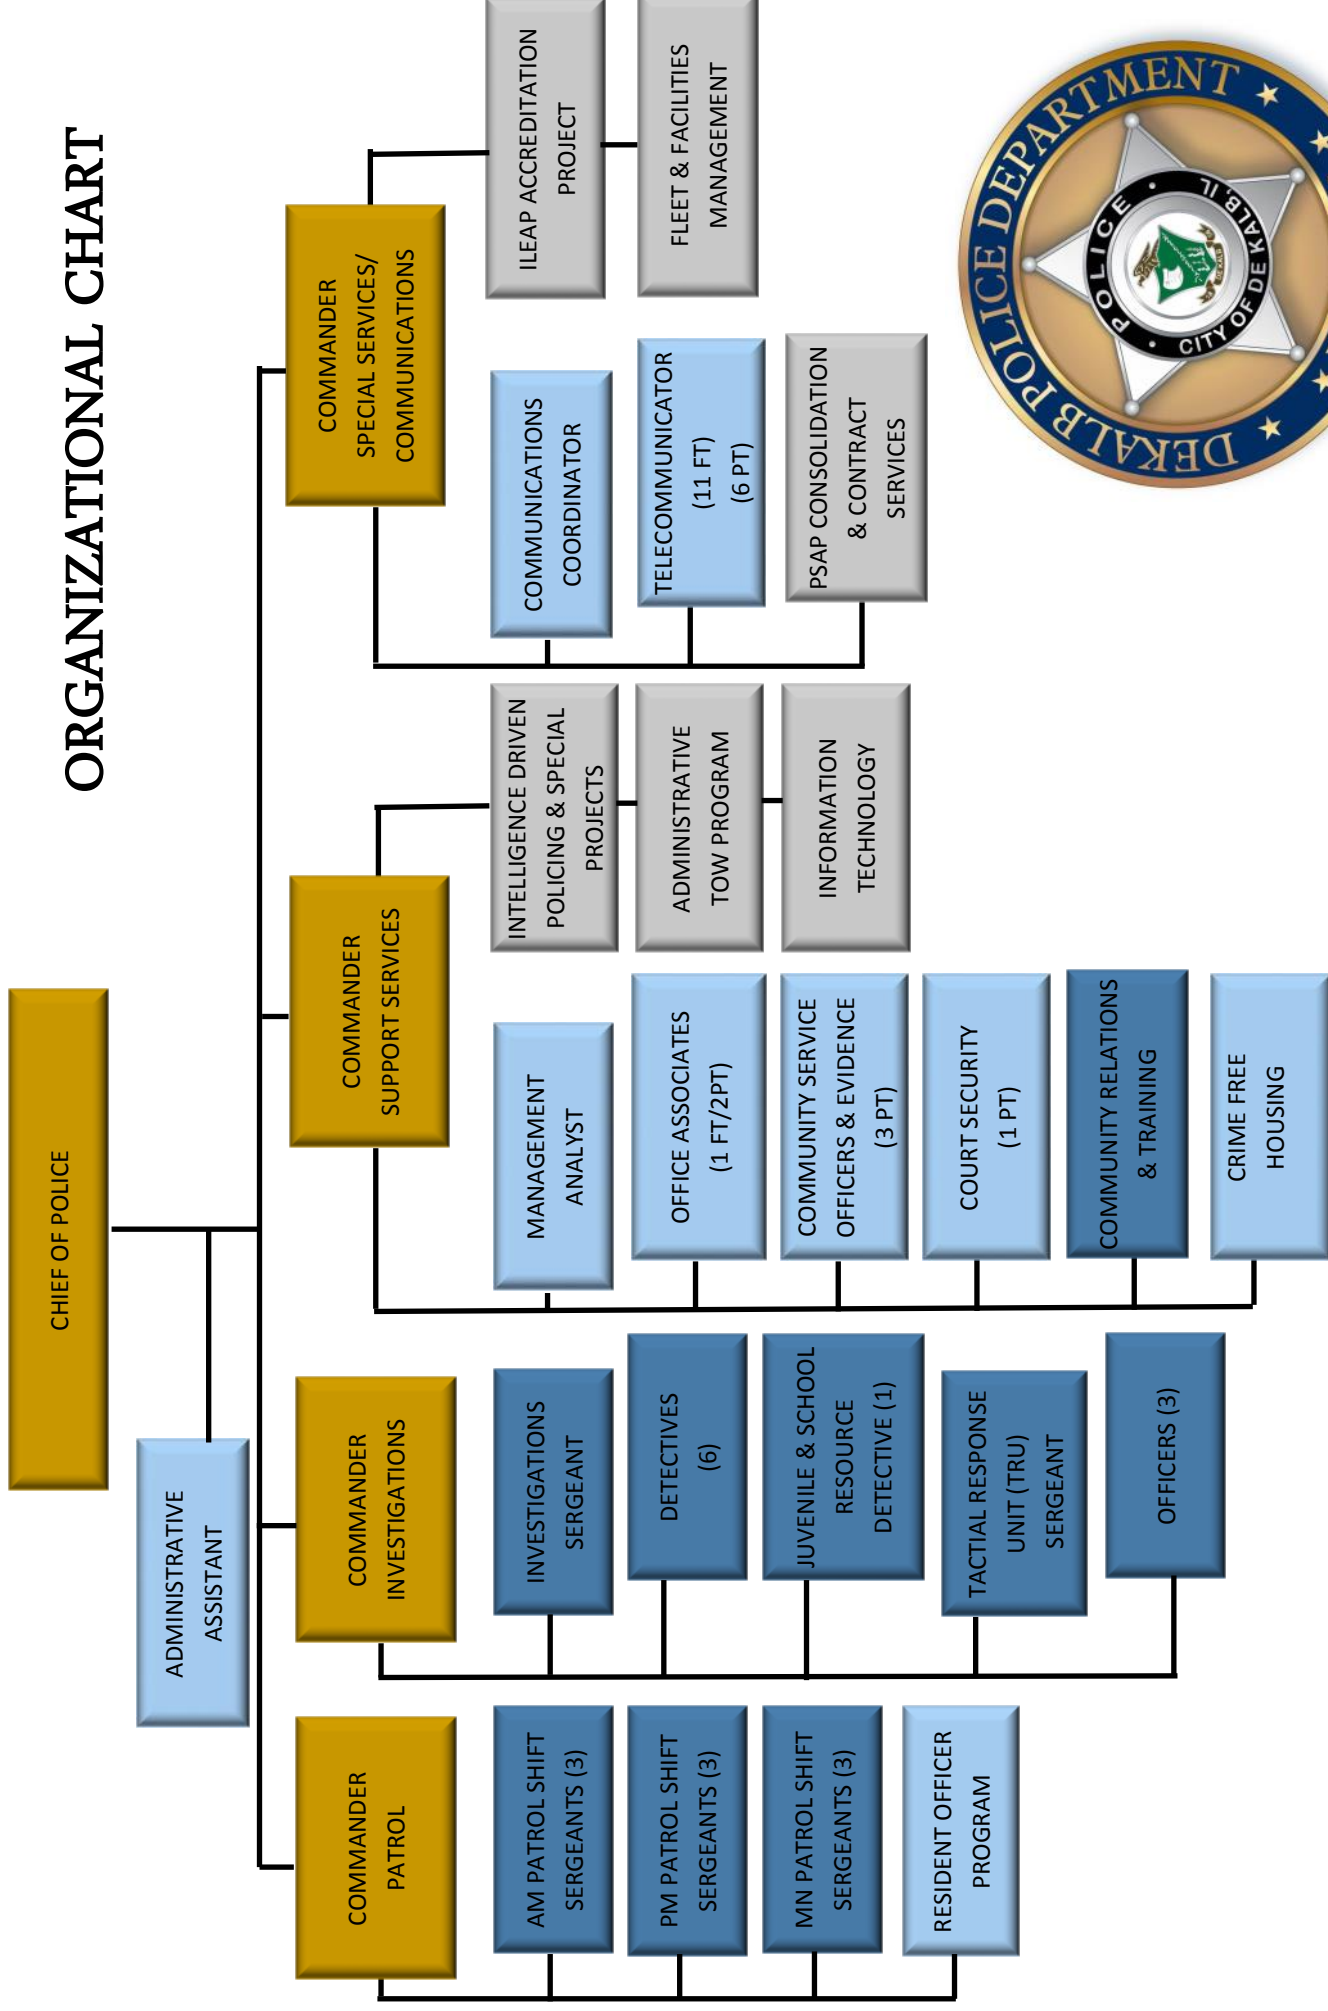 ORGANIZATIONAL CHART
CHIEF OF POLICE
ADMINISTRATIVE
ASSISTANT
COMMANDER
PATROL
AM PATROL SHIFT
SERGEANTS (3)
PM PATROL SHIFT
SERGEANTS (3)
MN PATROL SHIFT
SERGEANTS (3)
RESIDENT OFFICER
PROGRAM
COMMANDER
INVESTIGATIONS
INVESTIGATIONS
SERGEANT
DETECTIVES
(6)
JUVENILE & SCHOOL
RESOURCE
DETECTIVE (1)
TACTIAL RESPONSE
UNIT (TRU)
SERGEANT
OFFICERS (3)
COMMANDER
SUPPORT SERVICES
MANAGEMENT
ANALYST
OFFICE ASSOCIATES
(1 FT/2PT)
COMMUNITY SERVICE
OFFICERS & EVIDENCE
(3 PT)
COURT SECURITY
(1 PT)
COMMUNITY RELATIONS
& TRAINING
CRIME FREE
HOUSING
INTELLIGENCE DRIVEN
POLICING & SPECIAL
PROJECTS
ADMINISTRATIVE
TOW PROGRAM
INFORMATION
TECHNOLOGY
COMMANDER
SPECIAL SERVICES/
COMMUNICATIONS
COMMUNICATIONS
COORDINATOR
TELECOMMUNICATOR
(11 FT)
(6 PT)
PSAP CONSOLIDATION
& CONTRACT
SERVICES
ILEAP ACCREDITATION
PROJECT
FLEET & FACILITIES
MANAGEMENT
DEKALB POLICE DEPARTMENT
POLICE
CITY OF DE KALB, IL
DEKALB